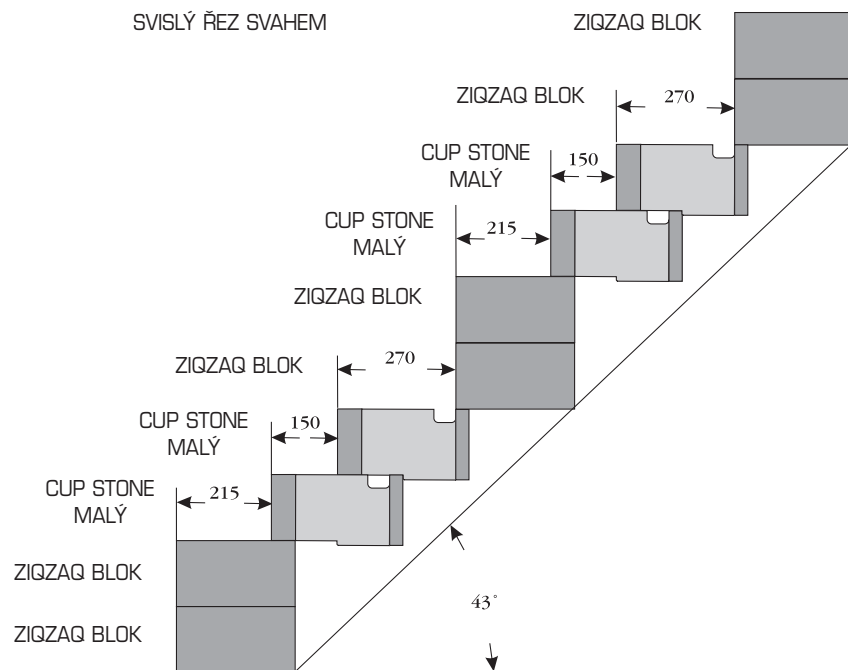 SVISLÝ ŘEZ SVAHEM
ZIQZAQ BLOK
ZIQZAQ BLOK
270
CUP STONE
MALÝ
150
CUP STONE
MALÝ
215
ZIQZAQ BLOK
ZIQZAQ BLOK
270
CUP STONE
MALÝ
150
CUP STONE
MALÝ
215
ZIQZAQ BLOK
43°
ZIQZAQ BLOK